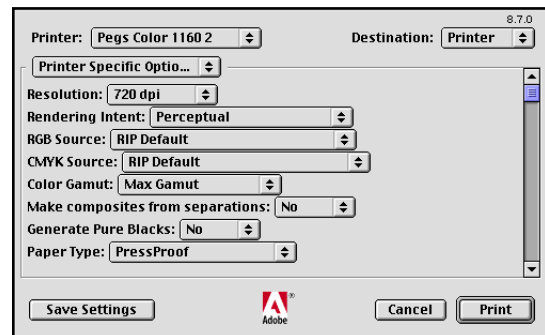 8.7.0
Printer: Pegs Color 1160 2 Destination: Printer
Printer Specific Optio...
Resolution: 720 dpi
Rendering Intent: Perceptual
RGB Source: RIP Default
CMYK Source: RIP Default
Color Gamut: Max Gamut
Make composites from separations: No
Generate Pure Blacks: No
Paper Type: PressProof
Save Settings Adobe ® Cancel Print